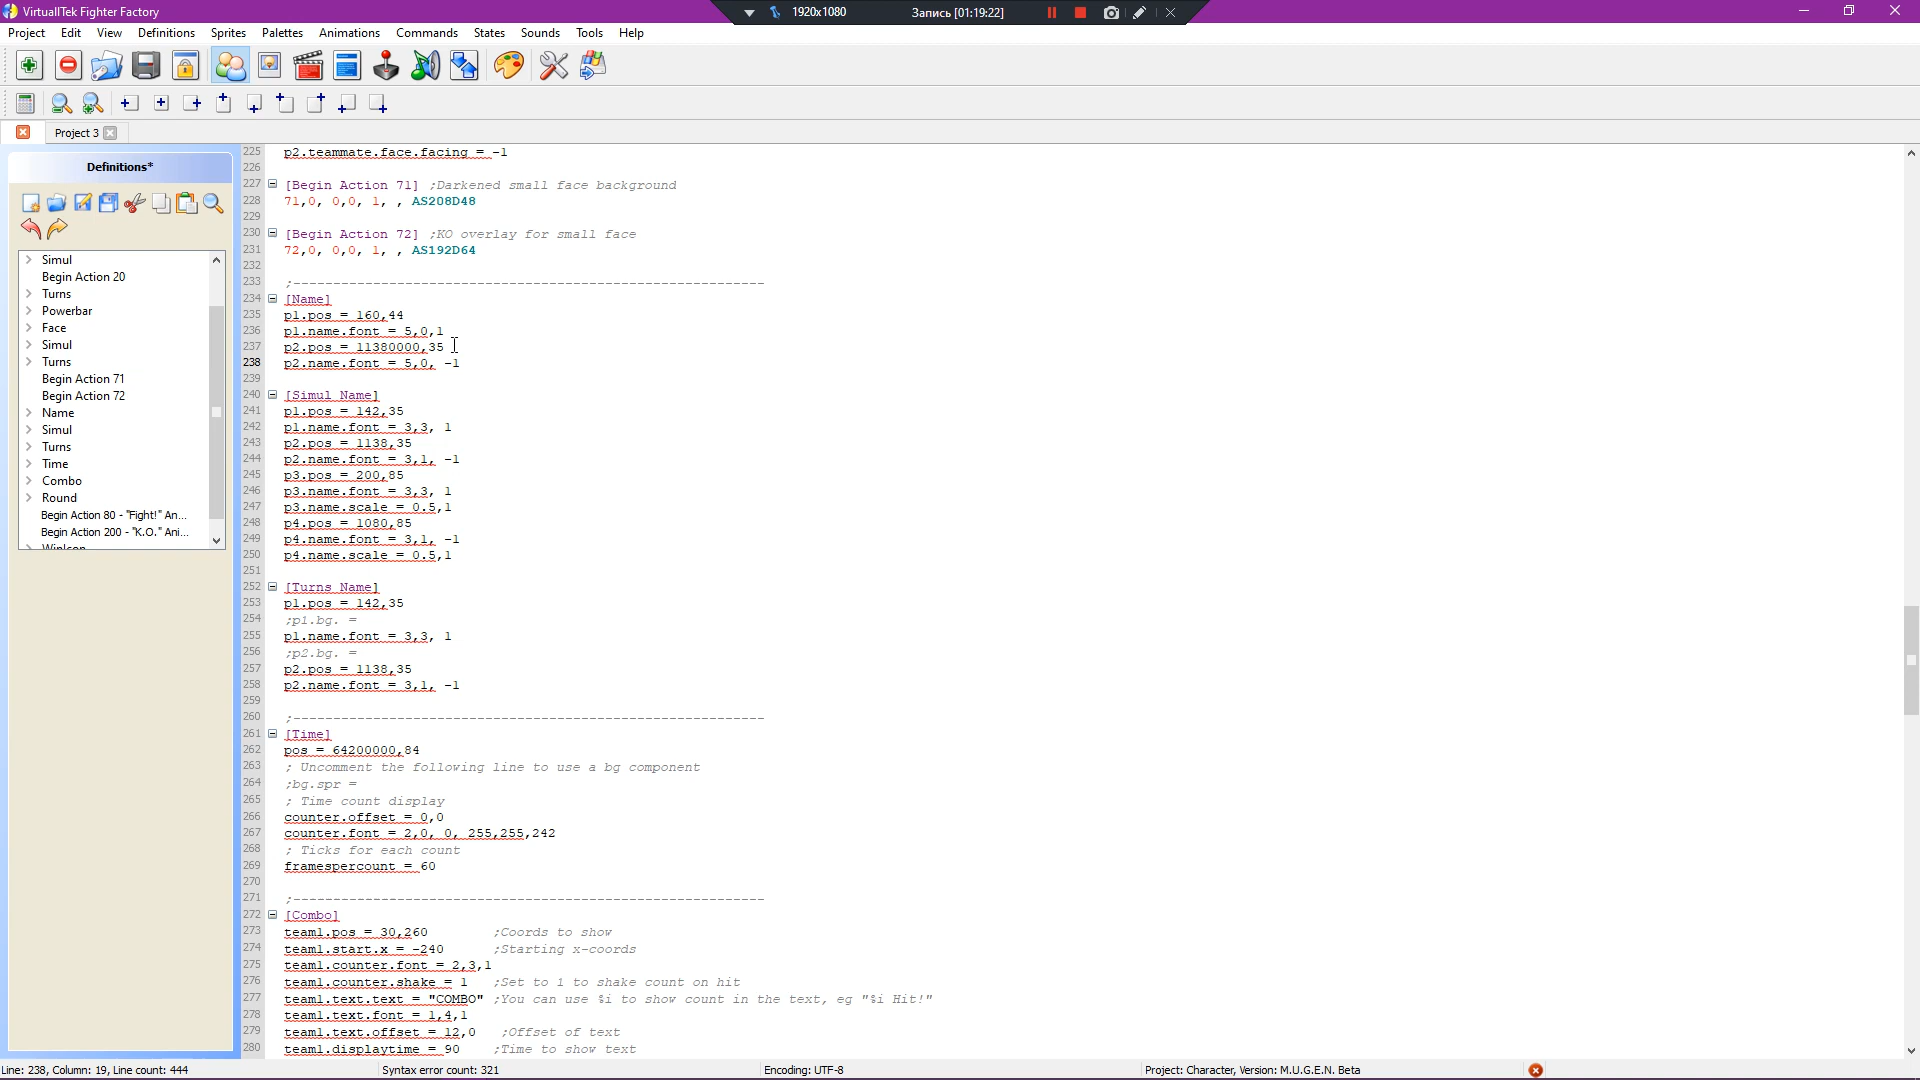 VirtuallTek Fighter Factory
1920x1080
Запись [01:19:22]
Project Edit View Definitions Sprites Palettes Animations Commands States Sounds Tools Help
Project 3
Definitions*
Simul
Begin Action 20
Turns
Powerbar
Face
Simul
Turns
Begin Action 71
Begin Action 72
Name
Simul
Turns
Time
Combo
Round
Begin Action 80 - "Fight!" An...
Begin Action 200 - "K.O." Ani...
WinIcon
225 p2.teammate.face.facing = -1
226
227 [Begin Action 71] ;Darkened small face background
228 71,0, 0,0, 1, , AS208D48
229
230 [Begin Action 72] ;KO overlay for small face
231 72,0, 0,0, 1, , AS192D64
232
233 ;-----------------------------------------------------------
234 [Name]
235 p1.pos = 160,44
236 p1.name.font = 5,0,1
237 p2.pos = 11380000,35
238 p2.name.font = 5,0, -1
239
240 [Simul Name]
241 p1.pos = 142,35
242 p1.name.font = 3,3, 1
243 p2.pos = 1138,35
244 p2.name.font = 3,1, -1
245 p3.pos = 200,85
246 p3.name.font = 3,3, 1
247 p3.name.scale = 0.5,1
248 p4.pos = 1080,85
249 p4.name.font = 3,1, -1
250 p4.name.scale = 0.5,1
251
252 [Turns Name]
253 p1.pos = 142,35
254 ;p1.bg. =
255 p1.name.font = 3,3, 1
256 ;p2.bg. =
257 p2.pos = 1138,35
258 p2.name.font = 3,1, -1
259
260 ;-----------------------------------------------------------
261 [Time]
262 pos = 64200000,84
263 ; Uncomment the following line to use a bg component
264 ;bg.spr =
265 ; Time count display
266 counter.offset = 0,0
267 counter.font = 2,0, 0, 255,255,242
268 ; Ticks for each count
269 framespercount = 60
270
271 ;-----------------------------------------------------------
272 [Combo]
273 team1.pos = 30,260 ;Coords to show
274 team1.start.x = -240 ;Starting x-coords
275 team1.counter.font = 2,3,1
276 team1.counter.shake = 1 ;Set to 1 to shake count on hit
277 team1.text.text = "COMBO" ;You can use %i to show count in the text, eg "%i Hit!"
278 team1.text.font = 1,4,1
279 team1.text.offset = 12,0 ;Offset of text
280 team1.displaytime = 90 ;Time to show text
Line: 238, Column: 19, Line count: 444
Syntax error count: 321
Encoding: UTF-8
Project: Character, Version: M.U.G.E.N. Beta